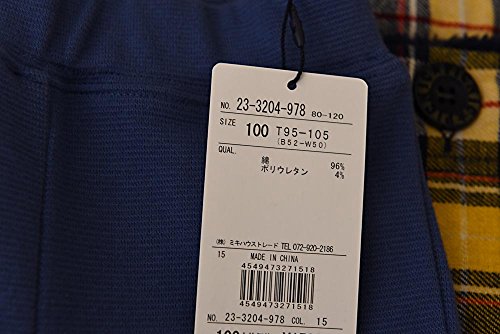 NO. 23-3204-978 80-120
SIZE 100 T95-105
(B52-W50)
QUAL.
綿 96%
ポリウレタン 4%
(株) ミキハウストレード TEL 072-920-2186
15 MADE IN CHINA
4549473271518
4549473271518
NO. 23-3204-978 COL. 15
100